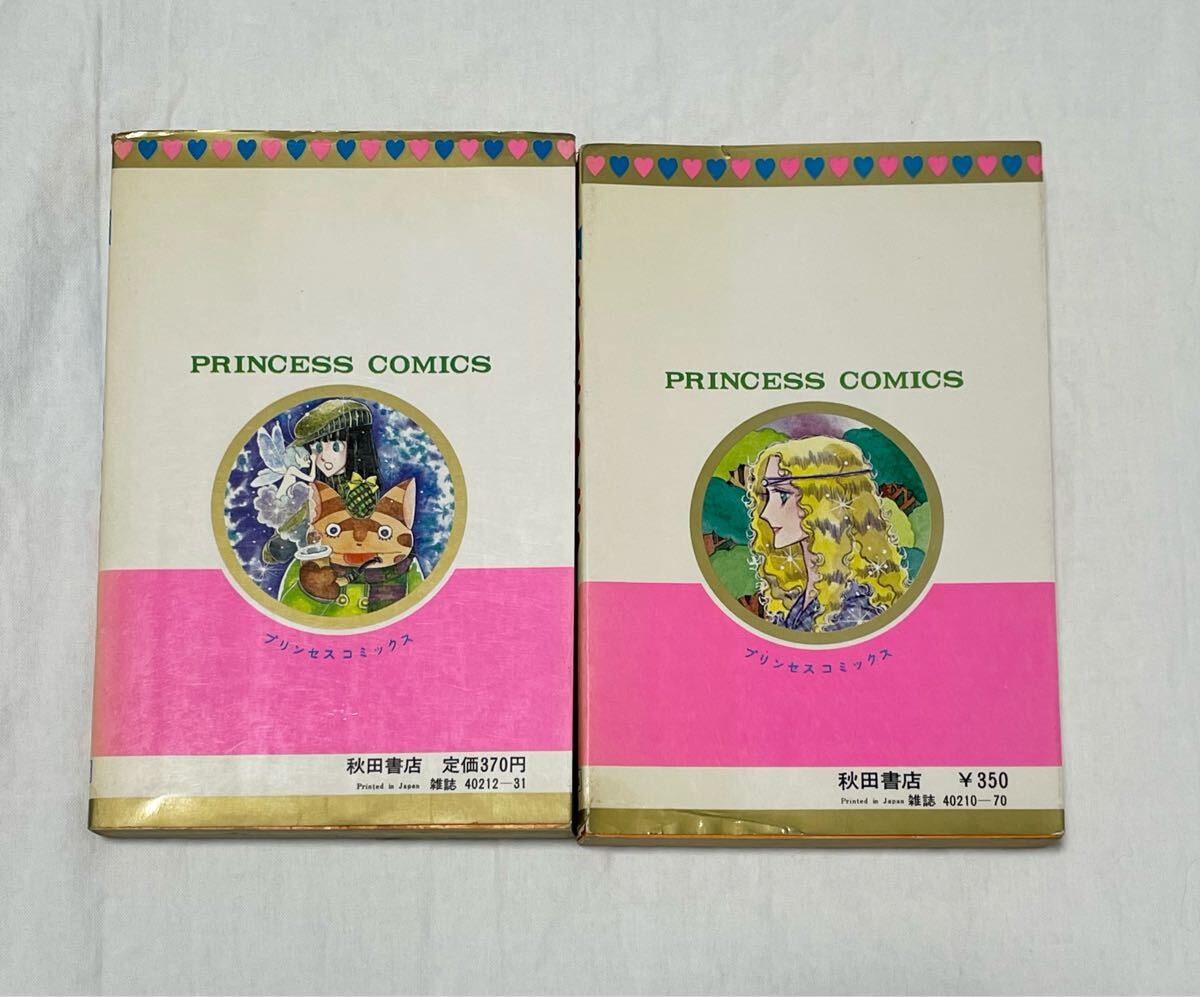 PRINCESS COMICS
プリンセスコミックス
秋田書店 定価370円
Printed in Japan 雑誌 40212—31
PRINCESS COMICS
プリンセスコミックス
秋田書店 ¥350
Printed in Japan 雑誌 40210—70